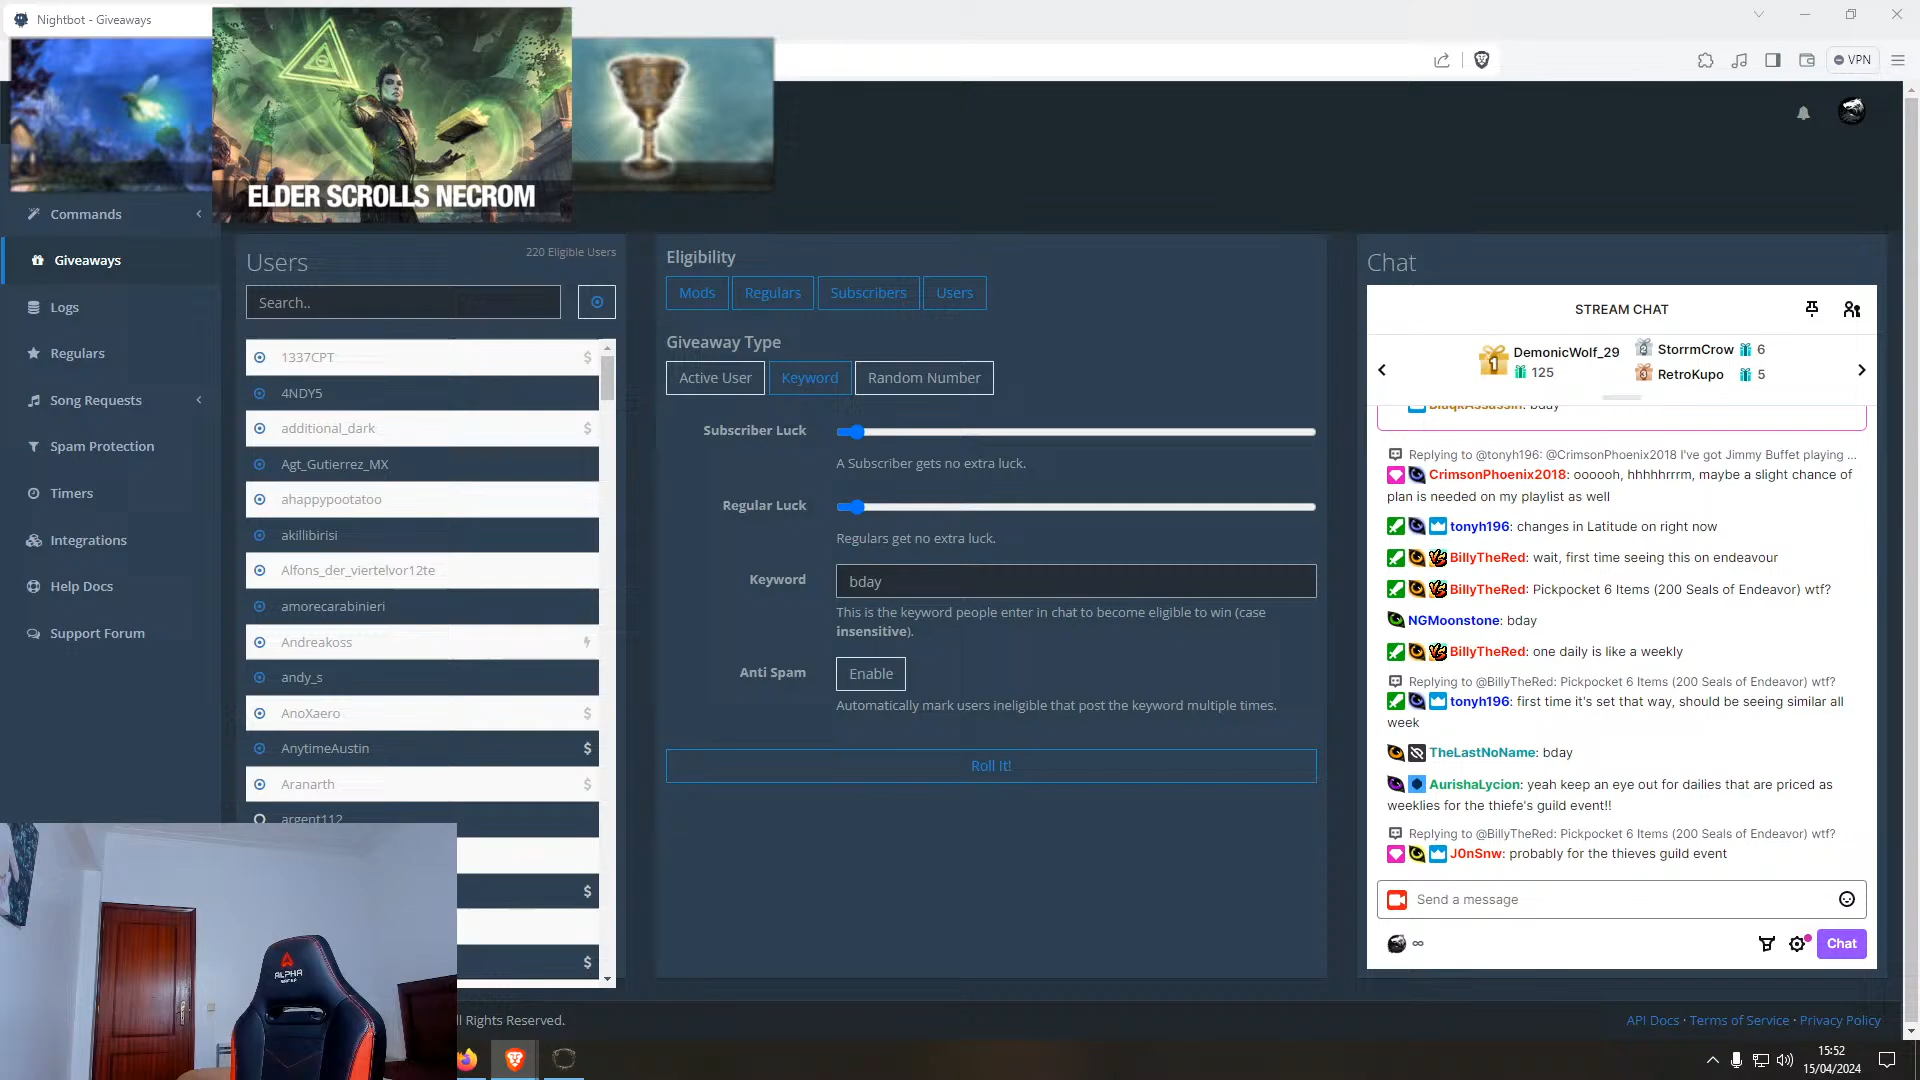 Nightbot - Giveaways
VPN
ELDER SCROLLS NECROM
Commands
Giveaways
Logs
Regulars
Song Requests
Spam Protection
Timers
Integrations
Help Docs
Support Forum
220 Eligible Users
Users
Search..
1337CPT
$
4NDY5
additional_dark
$
Agt_Gutierrez_MX
ahappypootatoo
akillibirisi
Alfons_der_viertelvor12te
amorecarabinieri
Andreakoss
andy_s
AnoXaero
$
AnytimeAustin
$
Aranarth
$
argent112
$
$
Eligibility
Mods
Regulars
Subscribers
Users
Giveaway Type
Active User
Keyword
Random Number
Subscriber Luck
A Subscriber gets no extra luck.
Regular Luck
Regulars get no extra luck.
Keyword
bday
This is the keyword people enter in chat to become eligible to win (case
insensitive).
Anti Spam
Enable
Automatically mark users ineligible that post the keyword multiple times.
Roll It!
Chat
STREAM CHAT
1
DemonicWolf_29
125
2
StorrmCrow
6
3
RetroKupo
5
BlaqkAssassin: bday
Replying to @tonyh196: @CrimsonPhoenix2018 I've got Jimmy Buffet playing ...
CrimsonPhoenix2018: oooooh, hhhhhrrrm, maybe a slight chance of
plan is needed on my playlist as well
tonyh196: changes in Latitude on right now
BillyTheRed: wait, first time seeing this on endeavour
BillyTheRed: Pickpocket 6 Items (200 Seals of Endeavor) wtf?
NGMoonstone: bday
BillyTheRed: one daily is like a weekly
Replying to @BillyTheRed: Pickpocket 6 Items (200 Seals of Endeavor) wtf?
tonyh196: first time it's set that way, should be seeing similar all
week
TheLastNoName: bday
AurishaLycion: yeah keep an eye out for dailies that are priced as
weeklies for the thiefe's guild event!!
Replying to @BillyTheRed: Pickpocket 6 Items (200 Seals of Endeavor) wtf?
J0nSnw: probably for the thieves guild event
Send a message
∞
Chat
ALPHA
ll Rights Reserved.
API Docs · Terms of Service · Privacy Policy
15:52
15/04/2024